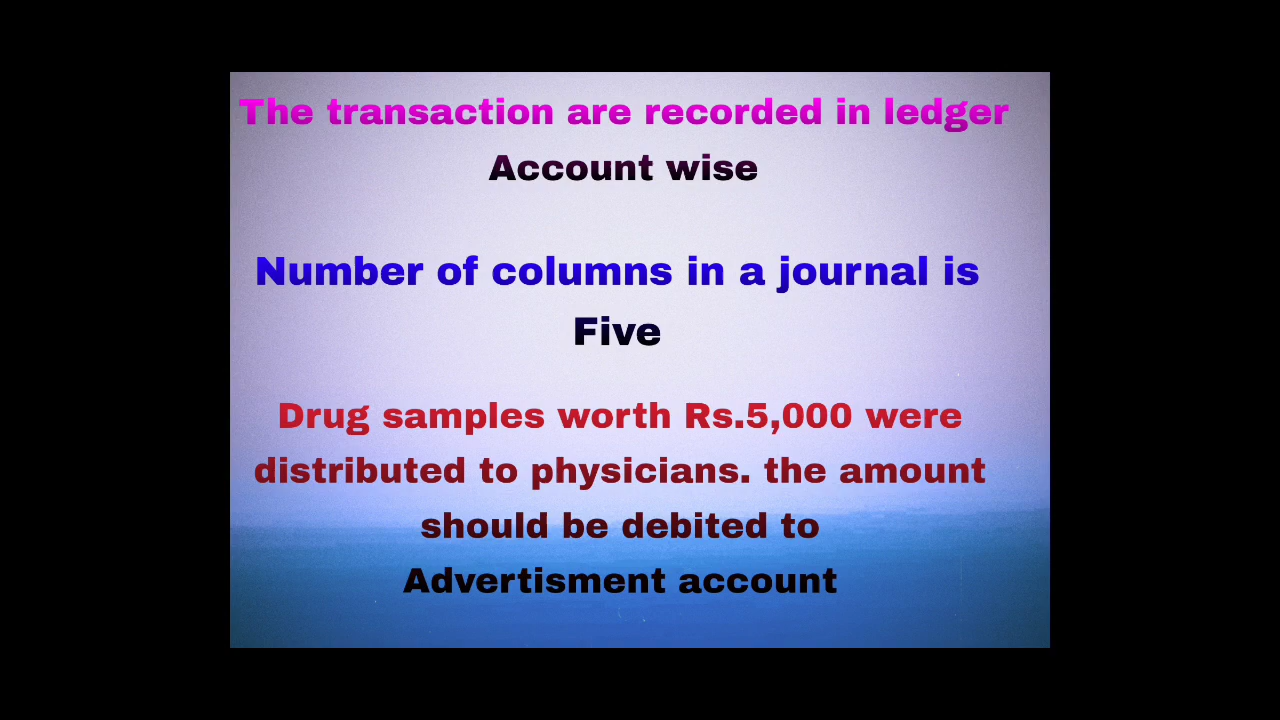 The transaction are recorded in ledger
Account wise
Number of columns in a journal is
Five
Drug samples worth Rs.5,000 were
distributed to physicians. the amount
should be debited to
Advertisment account